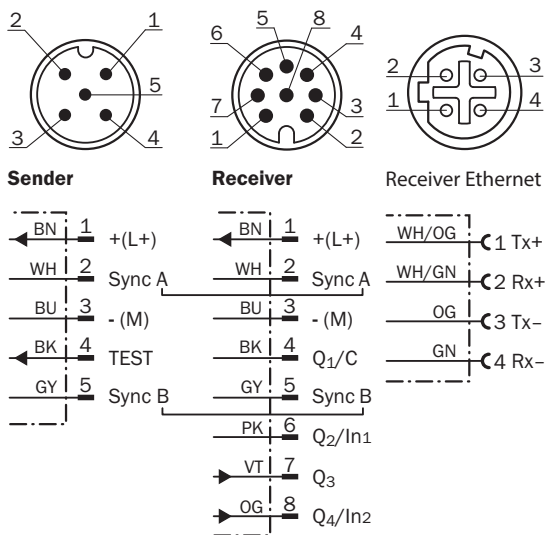 2 1
5
3 4
5 8
6 4
7 3
1 2
2 3
1 4
Sender
BN 1 +(L+)
WH 2 Sync A
BU 3 - (M)
BK 4 TEST
GY 5 Sync B
Receiver
BN 1 +(L+)
WH 2 Sync A
BU 3 - (M)
BK 4 Q1/C
GY 5 Sync B
PK 6 Q2/In1
VT 7 Q3
OG 8 Q4/In2
Receiver Ethernet
WH/OG 1 Tx+
WH/GN 2 Rx+
OG 3 Tx–
GN 4 Rx–